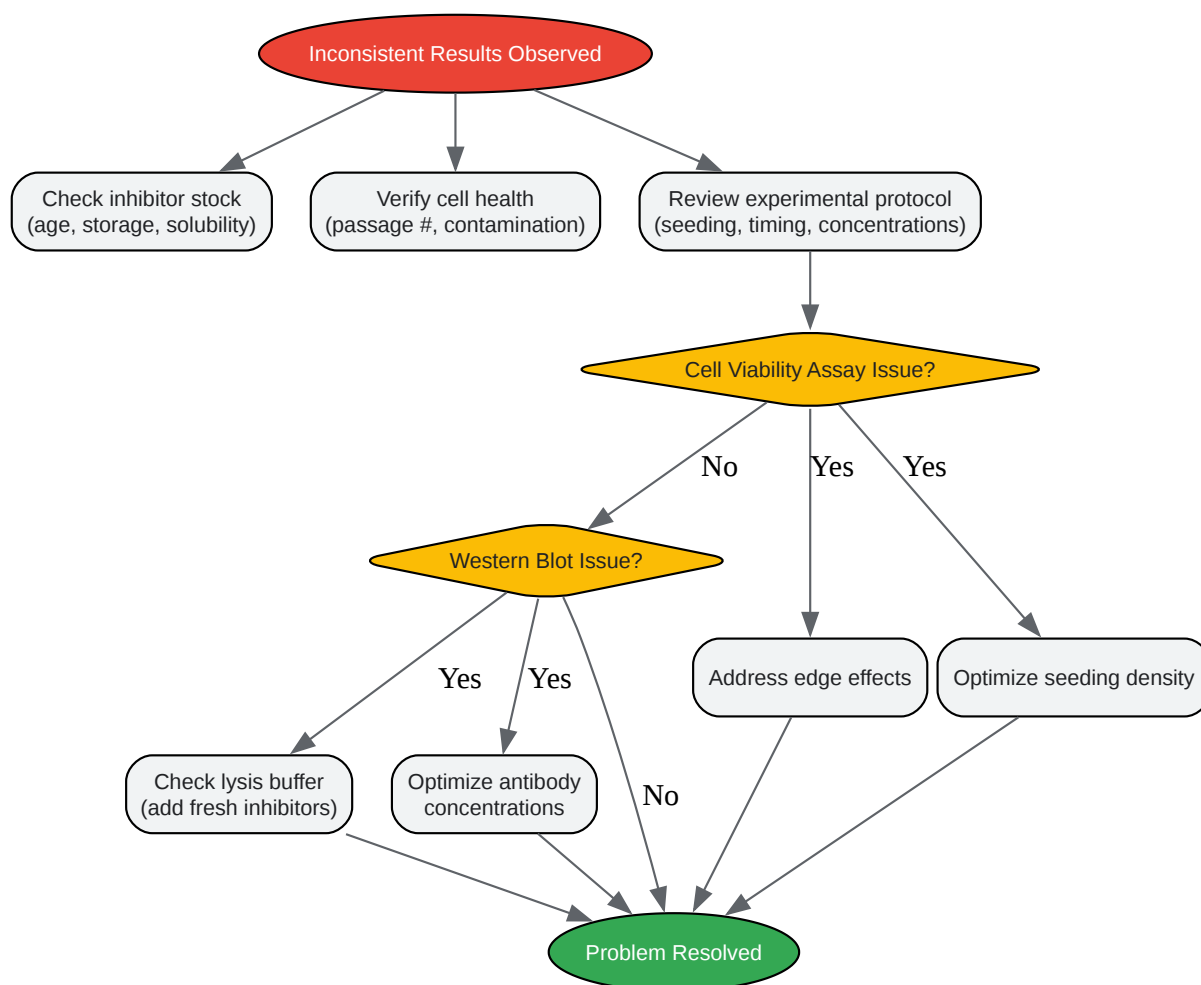 Inconsistent Results Observed
Check inhibitor stock
(age, storage, solubility)
Verify cell health
(passage #, contamination)
Review experimental protocol
(seeding, timing, concentrations)
Cell Viability Assay Issue?
No
Yes
Yes
Western Blot Issue?
Address edge effects
Optimize seeding density
Yes
Yes
No
Check lysis buffer
(add fresh inhibitors)
Optimize antibody
concentrations
Problem Resolved